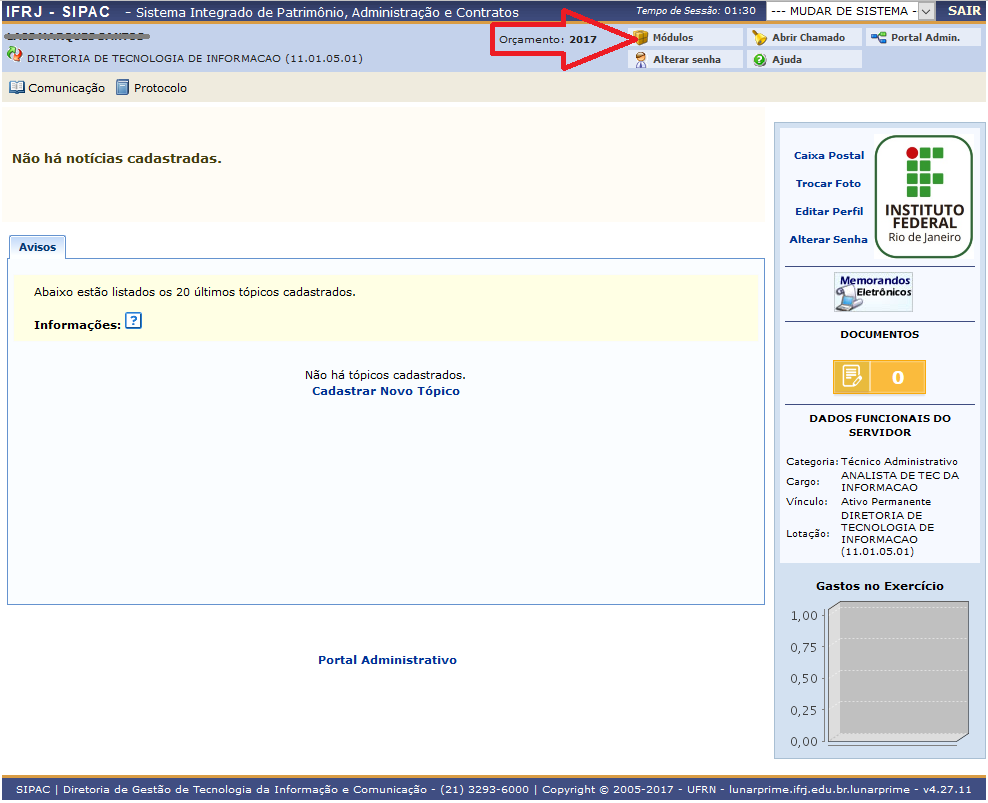 IFRJ - SIPAC - Sistema Integrado de Patrimônio, Administração e Contratos
Tempo de Sessão: 01:30
--- MUDAR DE SISTEMA -
SAIR
Orçamento: 2017
Módulos
Abrir Chamado
Portal Admin.
DIRETORIA DE TECNOLOGIA DE INFORMACAO (11.01.05.01)
Alterar senha
Ajuda
Comunicação
Protocolo
Não há notícias cadastradas.
Caixa Postal
Trocar Foto
Editar Perfil
Alterar Senha
INSTITUTO
FEDERAL
Rio de Janeiro
Avisos
Abaixo estão listados os 20 últimos tópicos cadastrados.
Informações: ?
Não há tópicos cadastrados.
Cadastrar Novo Tópico
Memorandos
Eletrônicos
DOCUMENTOS
0
DADOS FUNCIONAIS DO
SERVIDOR
Categoria: Técnico Administrativo
Cargo: ANALISTA DE TEC DA
INFORMACAO
Vínculo: Ativo Permanente
Lotação: DIRETORIA DE
TECNOLOGIA DE
INFORMACAO
(11.01.05.01)
Gastos no Exercício
1,00
0,75
0,50
0,25
0,00
Portal Administrativo
SIPAC | Diretoria de Gestão de Tecnologia da Informação e Comunicação - (21) 3293-6000 | Copyright © 2005-2017 - UFRN - lunarprime.ifrj.edu.br.lunarprime - v4.27.11